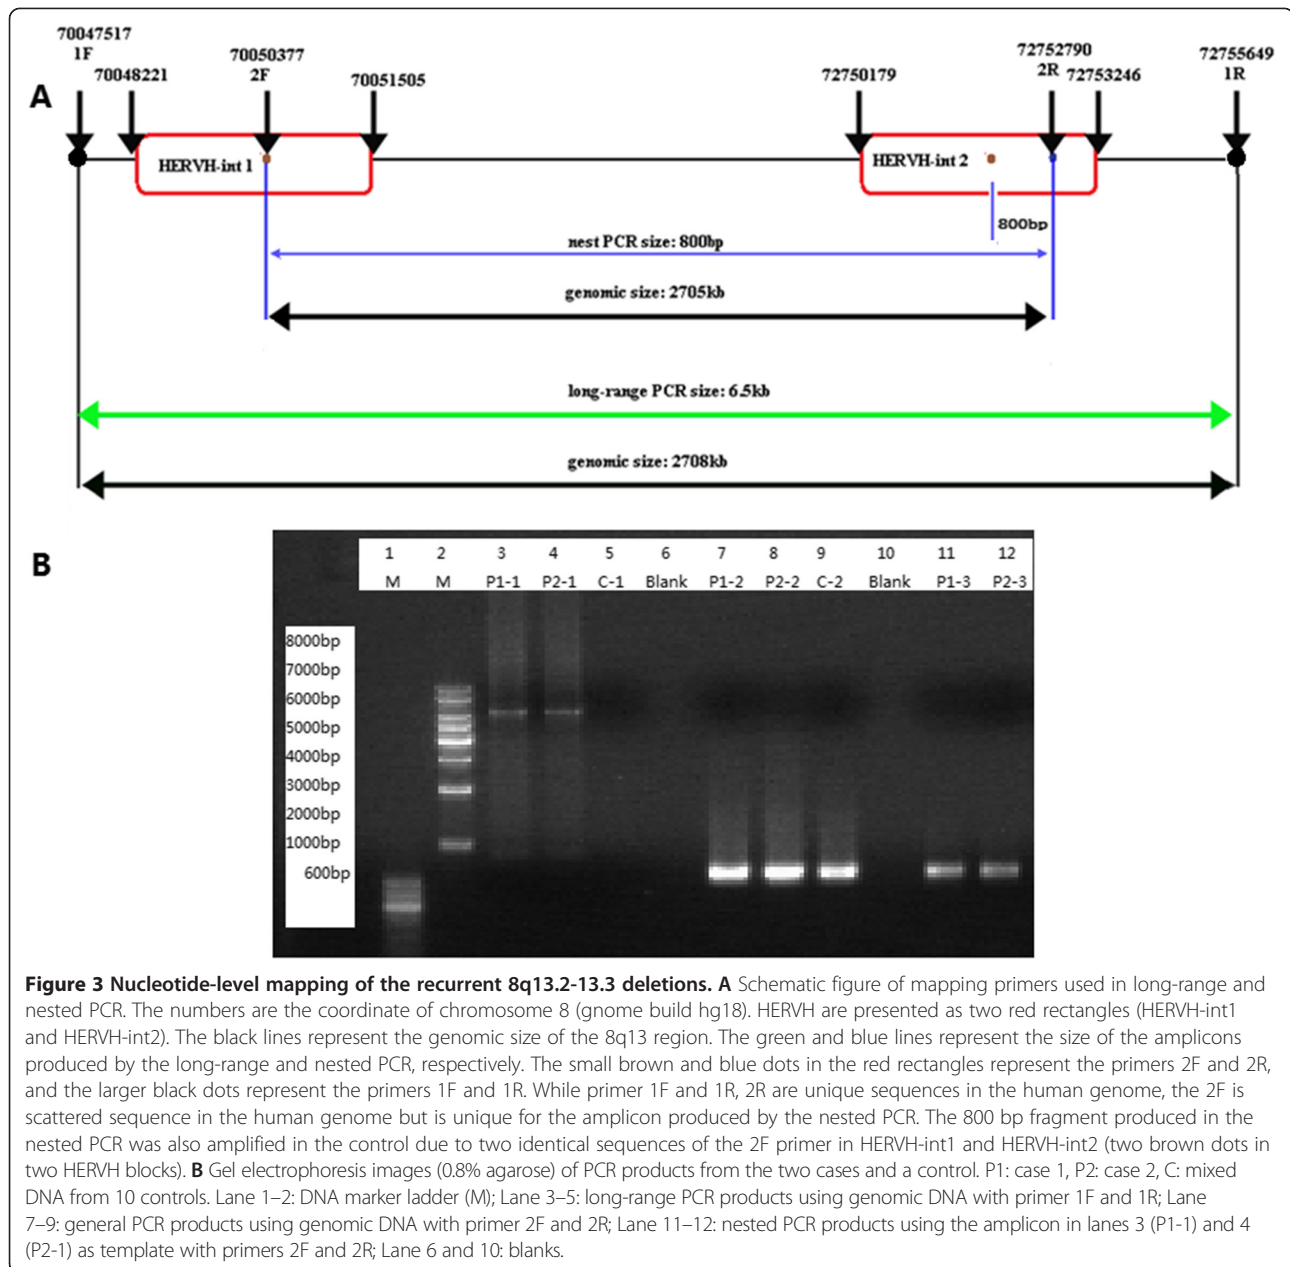 70047517
1F
70048221
70050377
2F
70051505
72750179
72752790
2R
72753246
72755649
1R
A
HERVH-int 1
HERVH-int 2
800bp
nest PCR size: 800bp
genomic size: 2705kb
long-range PCR size: 6.5kb
genomic size: 2708kb
B
1 2 3 4 5 6 7 8 9 10 11 12
M M P1-1 P2-1 C-1 Blank P1-2 P2-2 C-2 Blank P1-3 P2-3
8000bp
7000bp
6000bp
5000bp
4000bp
3000bp
2000bp
1000bp
600bp
Figure 3 Nucleotide-level mapping of the recurrent 8q13.2-13.3 deletions. A Schematic figure of mapping primers used in long-range and
nested PCR. The numbers are the coordinate of chromosome 8 (gnome build hg18). HERVH are presented as two red rectangles (HERVH-int1
and HERVH-int2). The black lines represent the genomic size of the 8q13 region. The green and blue lines represent the size of the amplicons
produced by the long-range and nested PCR, respectively. The small brown and blue dots in the red rectangles represent the primers 2F and 2R,
and the larger black dots represent the primers 1F and 1R. While primer 1F and 1R, 2R are unique sequences in the human genome, the 2F is
scattered sequence in the human genome but is unique for the amplicon produced by the nested PCR. The 800 bp fragment produced in the
nested PCR was also amplified in the control due to two identical sequences of the 2F primer in HERVH-int1 and HERVH-int2 (two brown dots in
two HERVH blocks). B Gel electrophoresis images (0.8% agarose) of PCR products from the two cases and a control. P1: case 1, P2: case 2, C: mixed
DNA from 10 controls. Lane 1–2: DNA marker ladder (M); Lane 3–5: long-range PCR products using genomic DNA with primer 1F and 1R; Lane
7–9: general PCR products using genomic DNA with primer 2F and 2R; Lane 11–12: nested PCR products using the amplicon in lanes 3 (P1-1) and 4
(P2-1) as template with primers 2F and 2R; Lane 6 and 10: blanks.